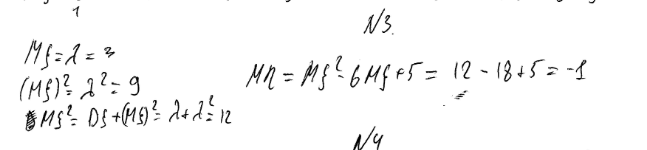 N3.
Mξ = λ = 3
(Mξ)² = λ² = 9
Mη = Mξ² - 6Mξ + 5 = 12 - 18 + 5 = -1
Mξ² = Dξ + (Mξ)² = λ + λ² = 12
N4